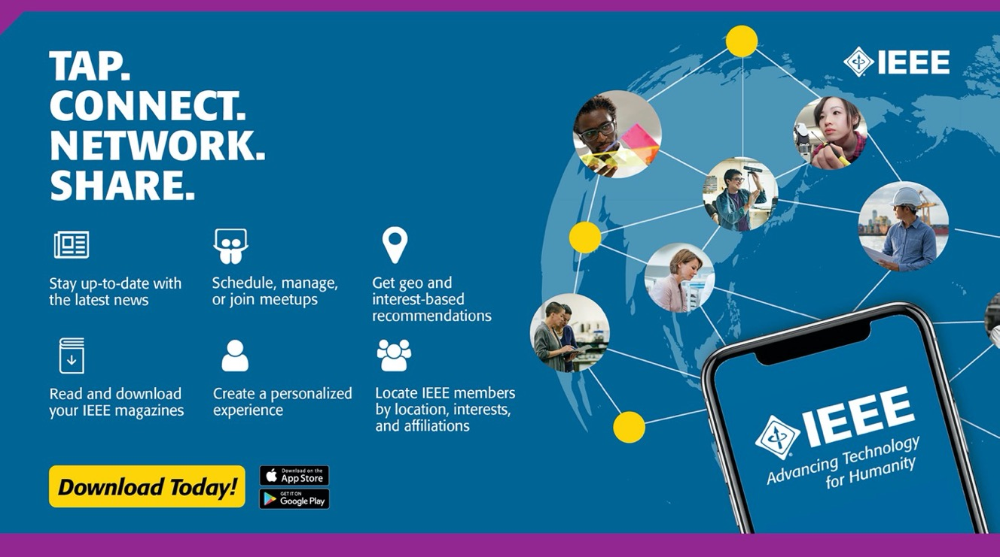 TAP.
CONNECT.
NETWORK.
SHARE.
IEEE
Stay up-to-date with
the latest news
Schedule, manage,
or join meetups
Get geo and
interest-based
recommendations
Read and download
your IEEE magazines
Create a personalized
experience
Locate IEEE members
by location, interests,
and affiliations
Download Today!
Download on the
App Store
GET IT ON
Google Play
IEEE
Advancing Technology
for Humanity